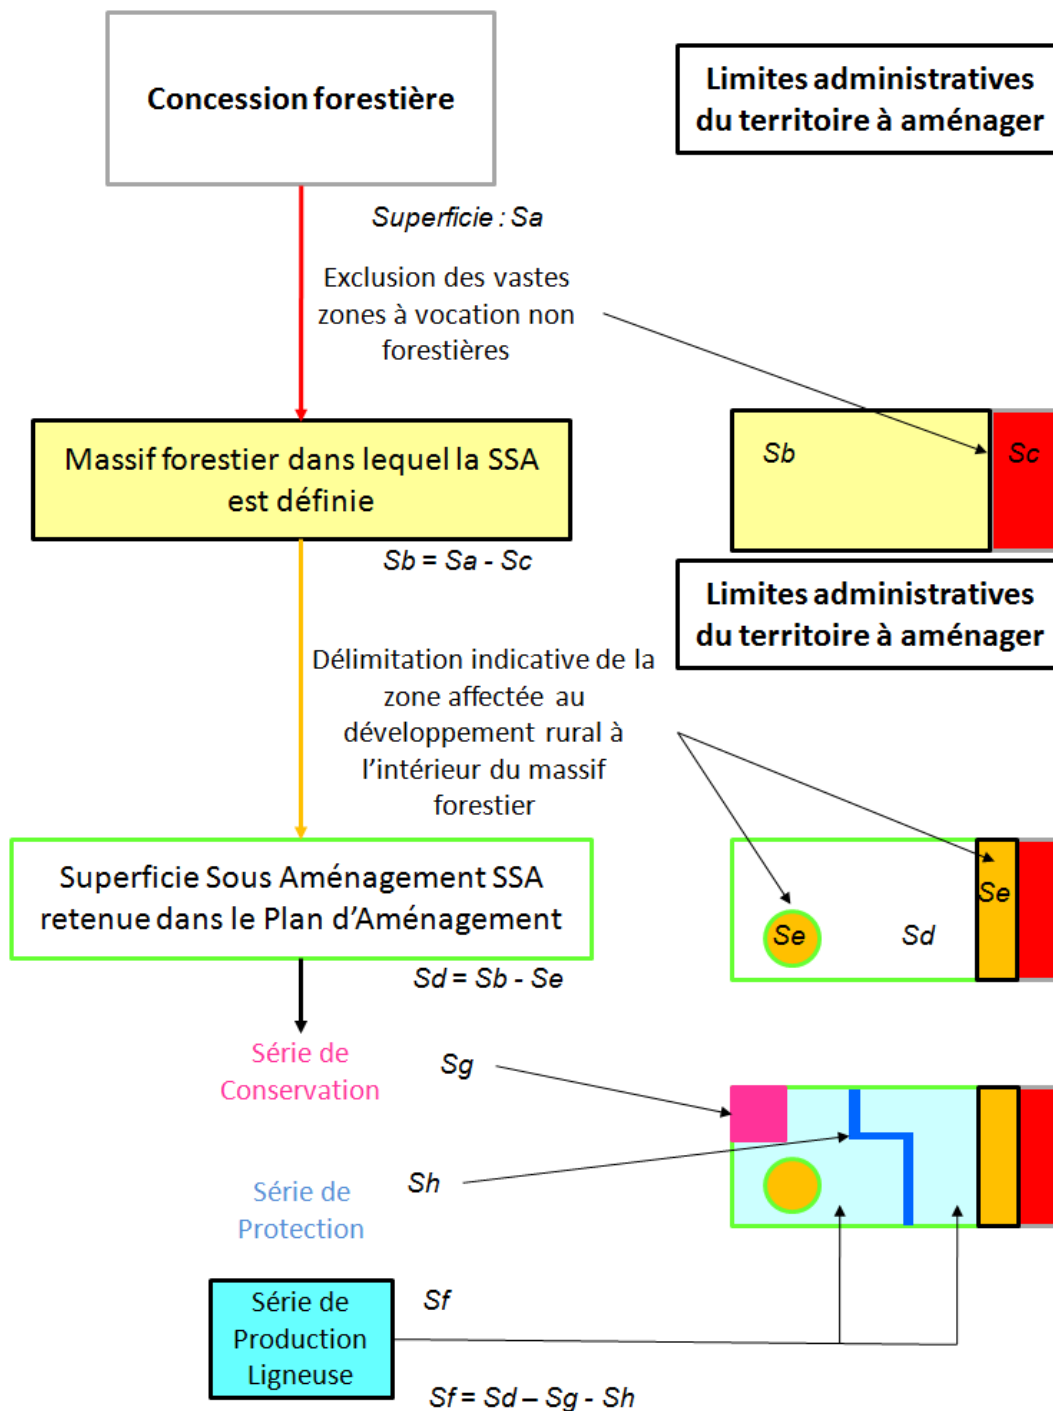 Concession forestière
Limites administratives
du territoire à aménager
Superficie : Sa
Exclusion des vastes
zones à vocation non
forestières
Massif forestier dans lequel la SSA
est définie
Sb
Sc
Sb = Sa - Sc
Limites administratives
du territoire à aménager
Délimitation indicative de la
zone affectée au
développement rural à
l’intérieur du massif
forestier
Superficie Sous Aménagement SSA
retenue dans le Plan d’Aménagement
Se
Se
Sd
Sd = Sb - Se
Série de
Conservation
Sg
Sh
Série de
Protection
Série de
Production
Ligneuse
Sf
Sf = Sd – Sg - Sh